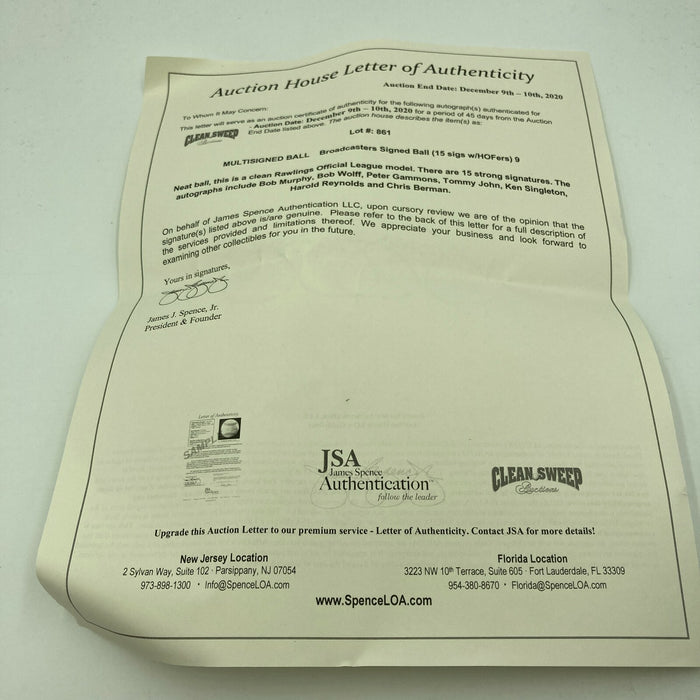 Auction House Letter of Authenticity
Auction End Date: December 9th – 10th, 2020
To Whom It May Concern:
This letter will serve as an auction certificate of authenticity for the following autograph(s) authenticated for
CLEAN SWEEP Auctions - Auction Date: December 9th – 10th, 2020 for a period of 45 days from the Auction
End Date listed above. The auction house describes the item(s) as:
Lot #: 861
MULTISIGNED BALL Broadcasters Signed Ball (15 sigs w/HOFers) 9
Neat ball, this is a clean Rawlings Official League model. There are 15 strong signatures. The
autographs include Bob Murphy, Bob Wolff, Peter Gammons, Tommy John, Ken Singleton,
Harold Reynolds and Chris Berman.
On behalf of James Spence Authentication LLC, upon cursory review we are of the opinion that the
signature(s) listed above is/are genuine. Please refer to the back of this letter for a full description of
the services provided and limitations thereof. We appreciate your business and look forward to
examining other collectibles for you in the future.
Yours in signatures,
James J. Spence, Jr.
President & Founder
Letter of Authenticity
SAMPLE
JSA
James Spence
Authentication
follow the leader
CLEAN SWEEP
Auctions
Upgrade this Auction Letter to our premium service - Letter of Authenticity. Contact JSA for more details!
New Jersey Location
2 Sylvan Way, Suite 102 · Parsippany, NJ 07054
973-898-1300 · Info@SpenceLOA.com
Florida Location
3223 NW 10th Terrace, Suite 605 · Fort Lauderdale, FL 33309
954-380-8670 · Florida@SpenceLOA.com
www.SpenceLOA.com